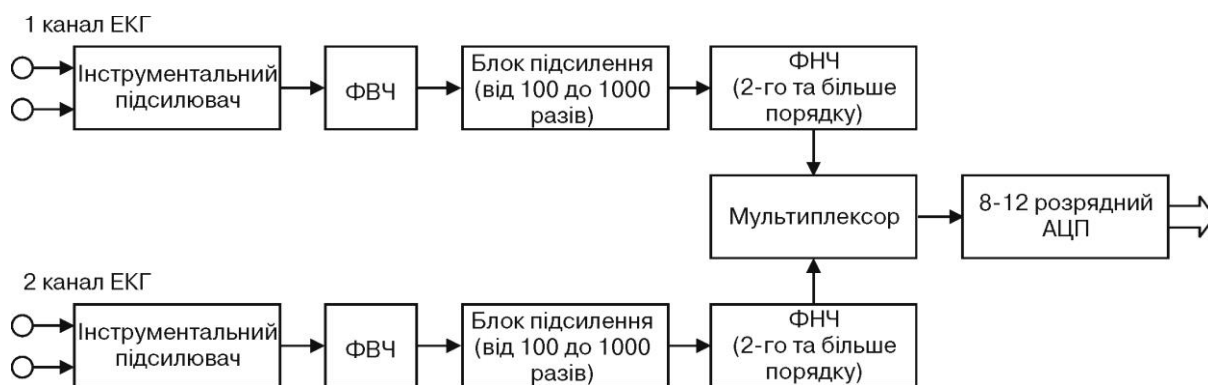 1 канал ЕКГ
Інструментальний
підсилювач
ФВЧ
Блок підсилення
(від 100 до 1000
разів)
ФНЧ
(2-го та більше
порядку)
Мультиплексор
8-12 розрядний
АЦП
2 канал ЕКГ
Інструментальний
підсилювач
ФВЧ
Блок підсилення
(від 100 до 1000
разів)
ФНЧ
(2-го та більше
порядку)